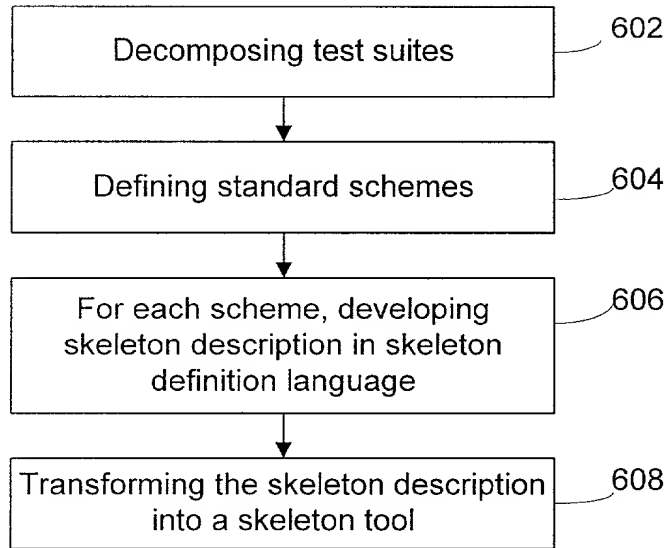 Decomposing test suites
602
Defining standard schemes
604
For each scheme, developing
skeleton description in skeleton
definition language
606
Transforming the skeleton description
into a skeleton tool
608